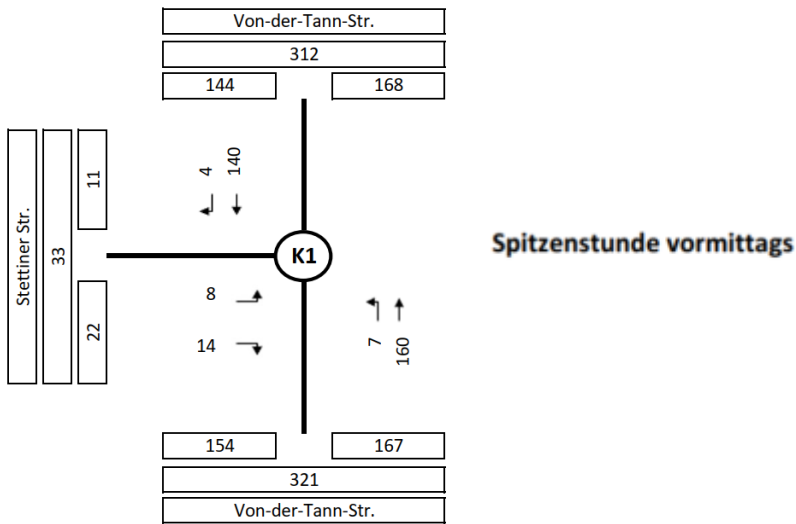 Von-der-Tann-Str.
312
144 168
4 140
Stettiner Str. 33 11
K1
Spitzenstunde vormittags
8
22
14
7 160
154 167
321
Von-der-Tann-Str.